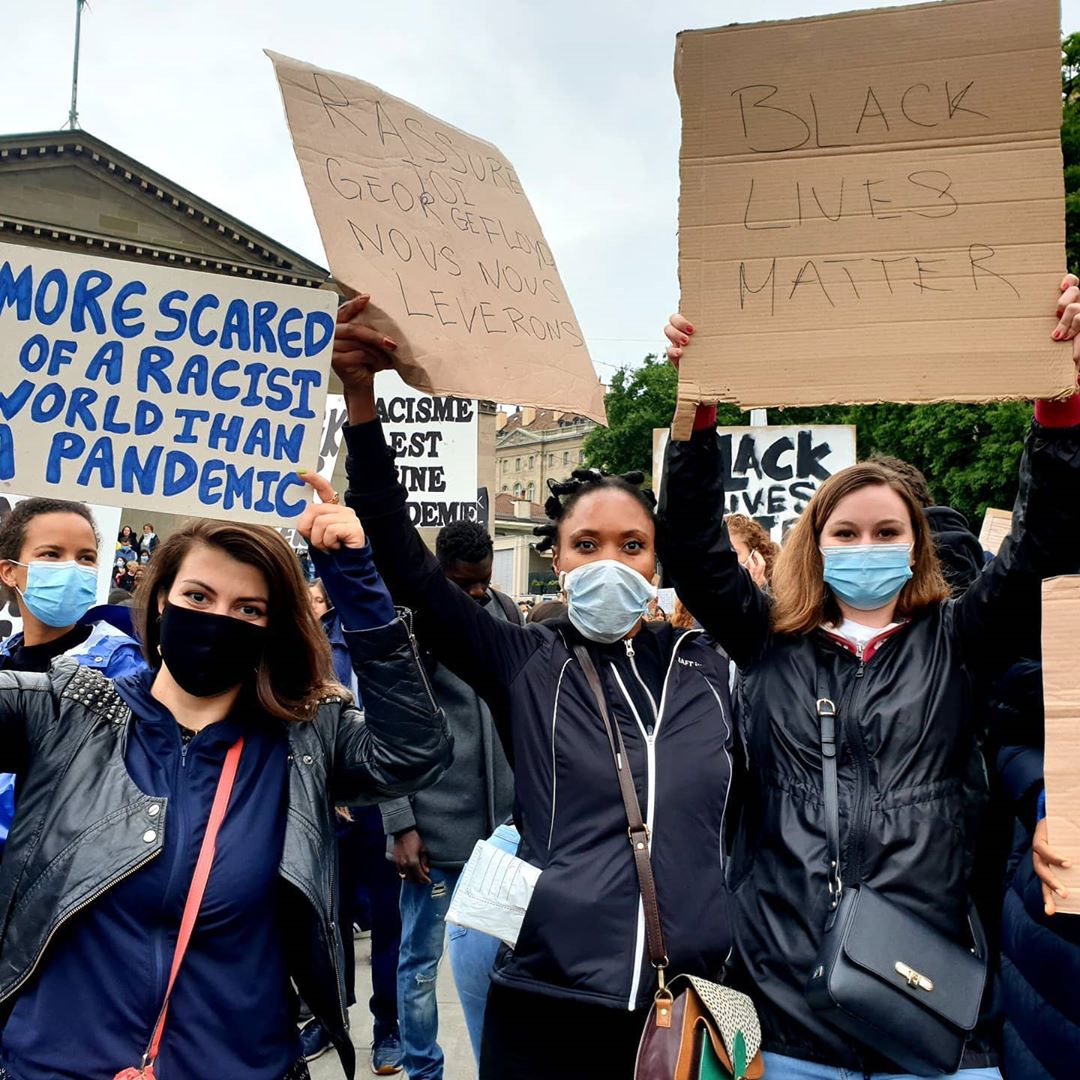 MORE SCARED
OF A RACIST
WORLD THAN
A PANDEMIC
RASSURE
TOI
GEORGE FLOYD
NOUS NOUS
LEVERONS
BLACK
LIVES
MATTER
ACISME
EST
UNE
DEMIE
LACK
LIVES